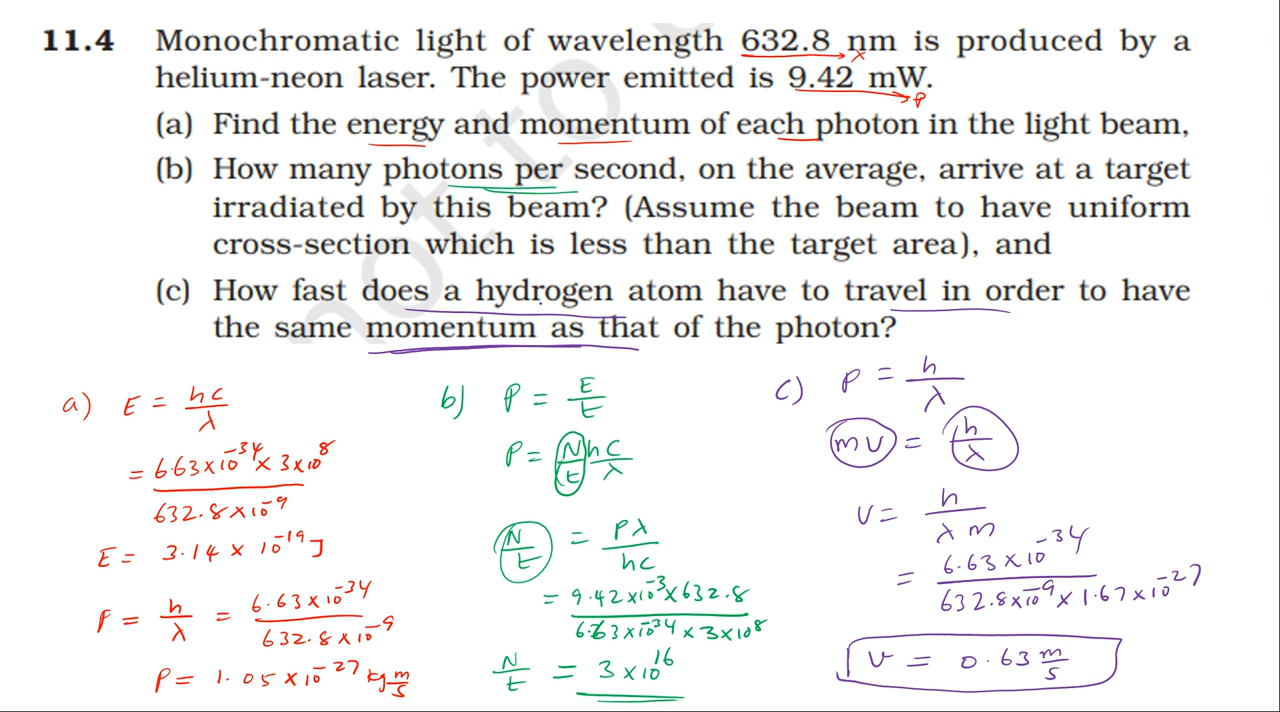 11.4 Monochromatic light of wavelength 632.8 nm is produced by a
λ
helium-neon laser. The power emitted is 9.42 mW.
P
(a) Find the energy and momentum of each photon in the light beam,
(b) How many photons per second, on the average, arrive at a target
irradiated by this beam? (Assume the beam to have uniform
cross-section which is less than the target area), and
(c) How fast does a hydrogen atom have to travel in order to have
the same momentum as that of the photon?
not to
a) E = hc/λ
= 6.63×10⁻³⁴ × 3×10⁸ / 632.8×10⁻⁹
E = 3.14 × 10⁻¹⁹ J
P = h/λ = 6.63×10⁻³⁴ / 632.8×10⁻⁹
P = 1.05×10⁻²⁷ kg m/s
b) P = E/t
P = N/t hc/λ
N/t = Pλ/hc
= 9.42×10⁻³×632.8 / 6.63×10⁻³⁴×3×10⁸
N/t = 3×10¹⁶
c) P = h/λ
mv = h/λ
v = h/λm
= 6.63×10⁻³⁴ / 632.8×10⁻⁹×1.67×10⁻²⁷
v = 0.63 m/s